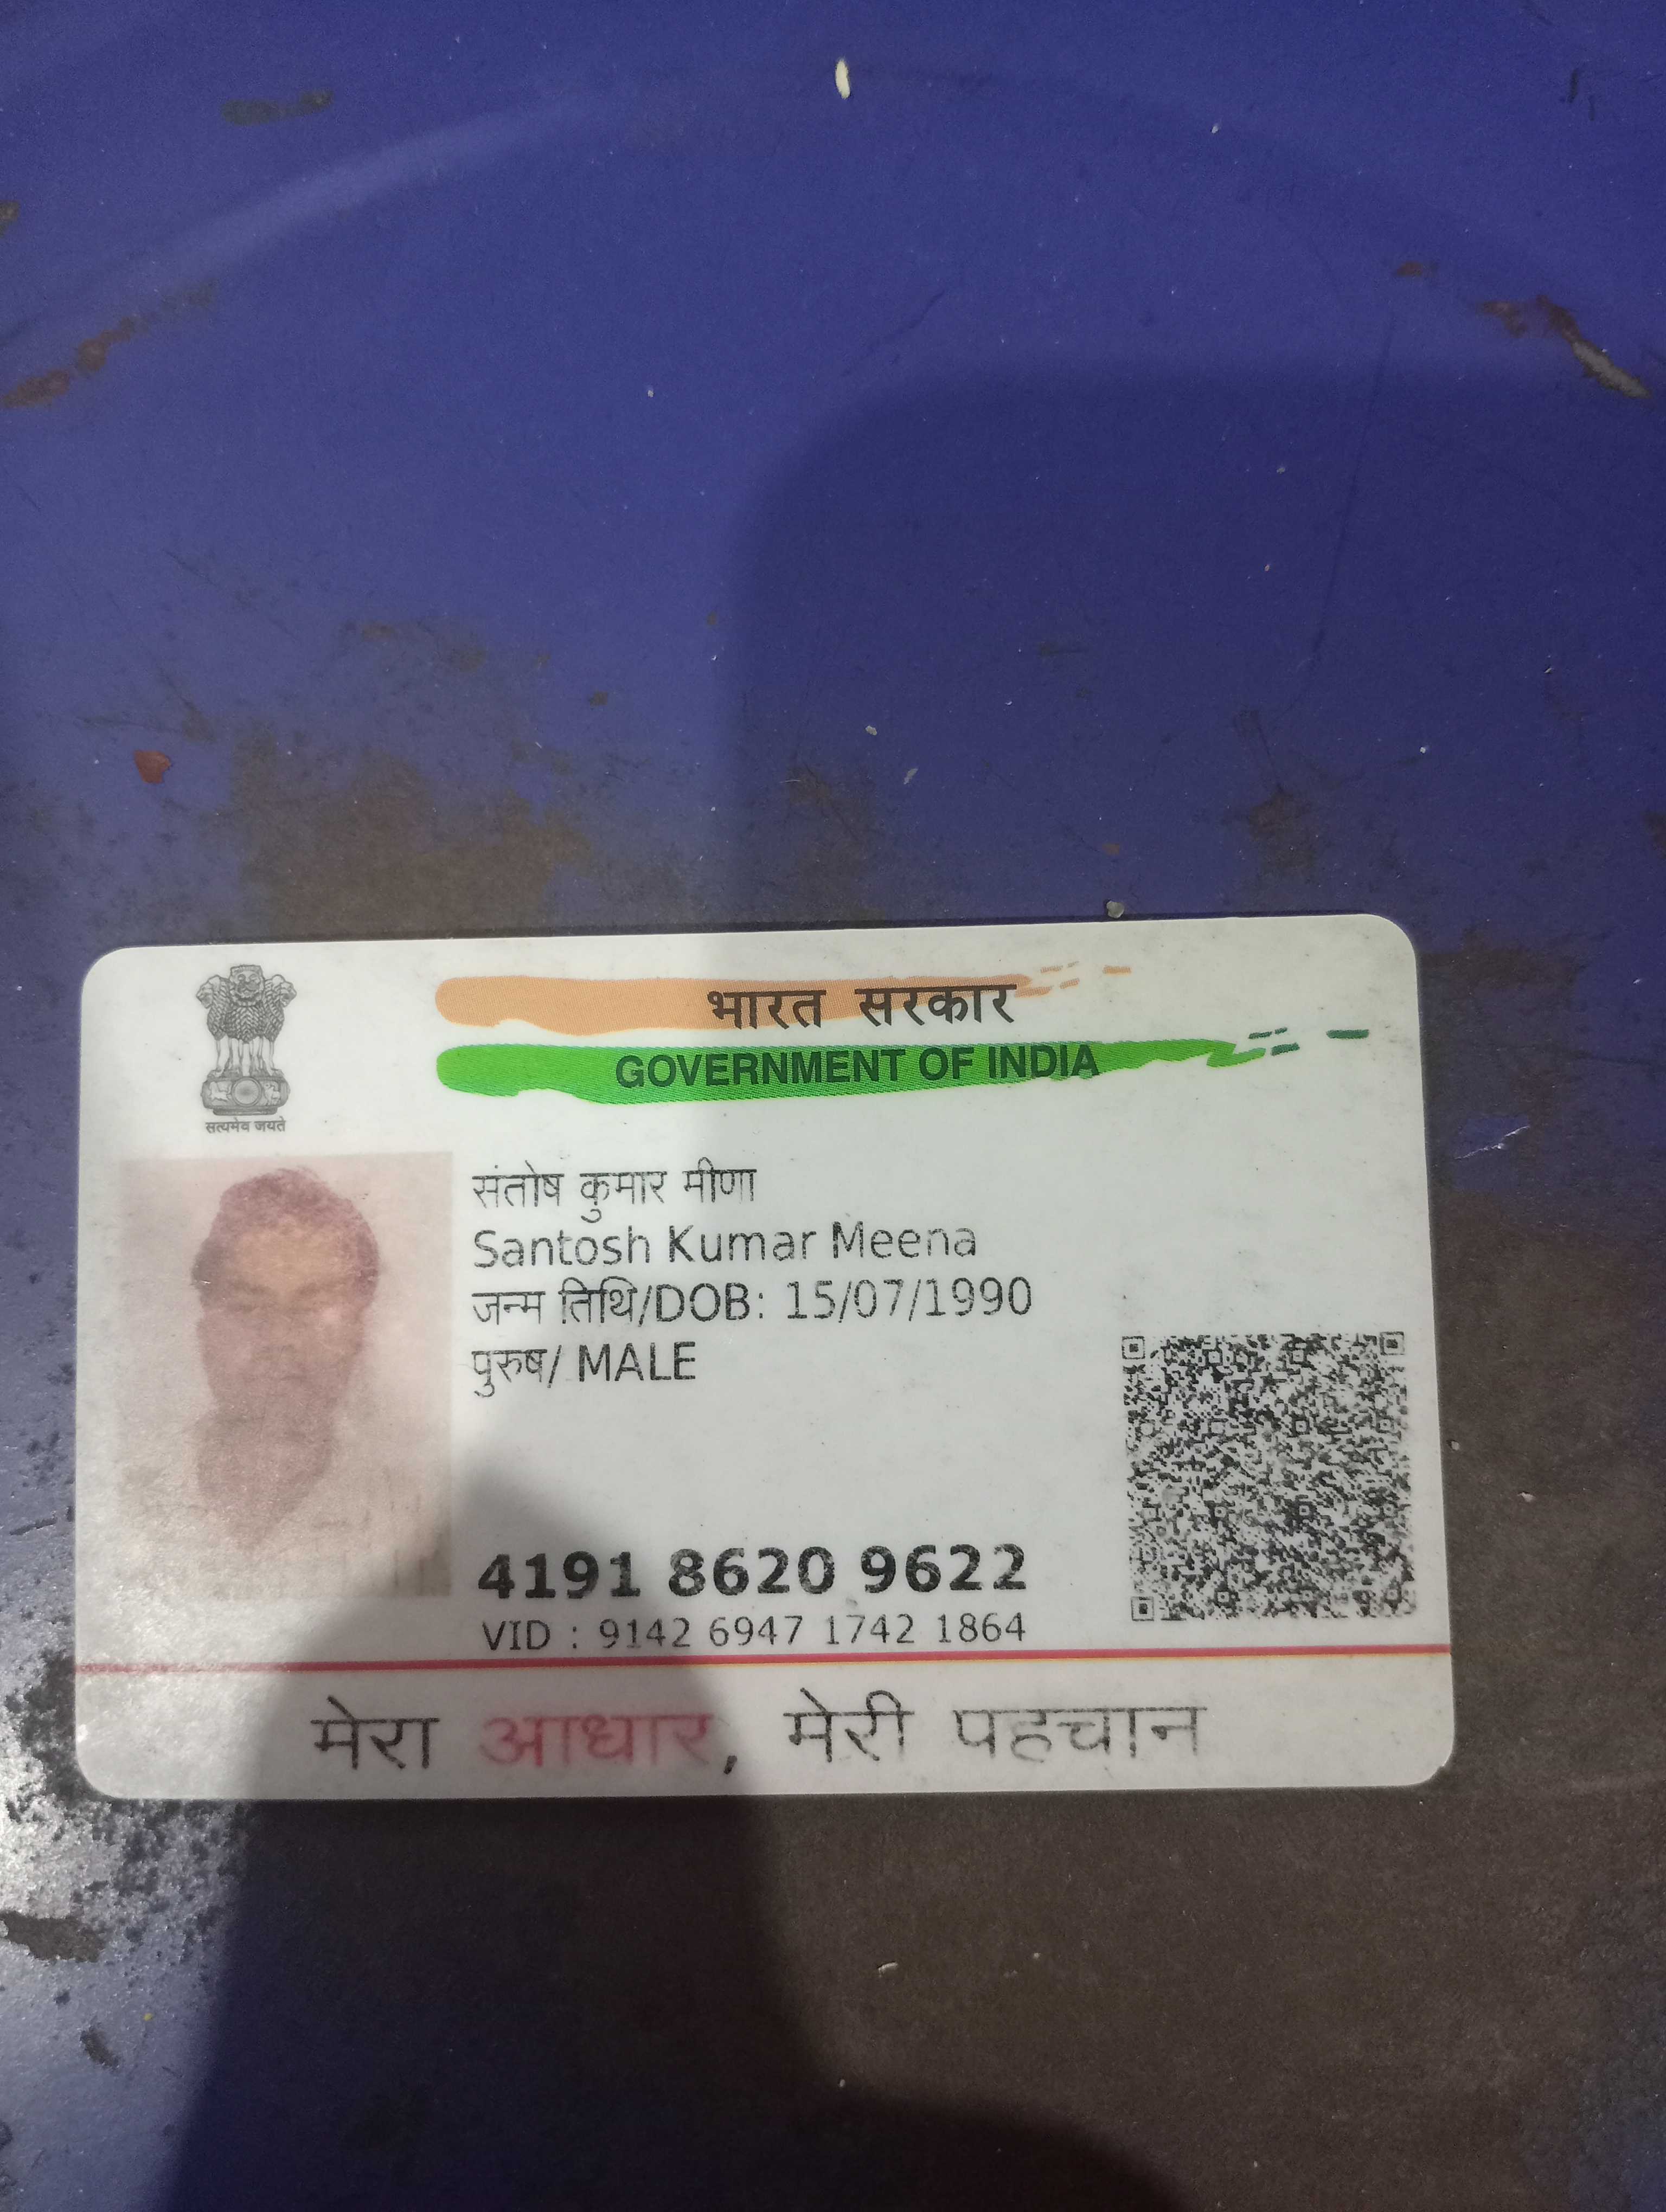 भारत सरकार
GOVERNMENT OF INDIA
सत्यमेव जयते
संतोष कुमार मीणा
Santosh Kumar Meena
जन्म तिथि/DOB: 15/07/1990
पुरुष/ MALE
4191 8620 9622
VID : 9142 6947 1742 1864
मेरा आधार, मेरी पहचान